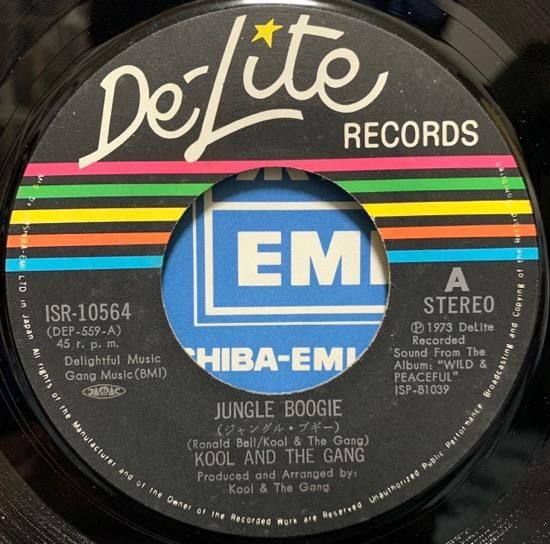 De-Lite
RECORDS
EMI
SHIBA-EMI
A
STEREO
ISR-10564
(DEP-559-A)
45 r. p. m.
Delightful Music
Gang Music(BMI)
JASRAC
Ⓟ 1973 DeLite
Recorded
Sound From The
Album: "WILD &
PEACEFUL"
ISP-81039
JUNGLE BOOGIE
(ジャングル・ブギー)
(Ronald Bell/Kool & The Gang)
KOOL AND THE GANG
Produced and Arranged by:
Kool & The Gang
TOSHIBA-EMI LTD in Japan. All rights of the Manufacturer and of the Owner of the Recorded Work are Reserved Unauthorized Public Performance Broadcasting and Copying of the Record Prohibited